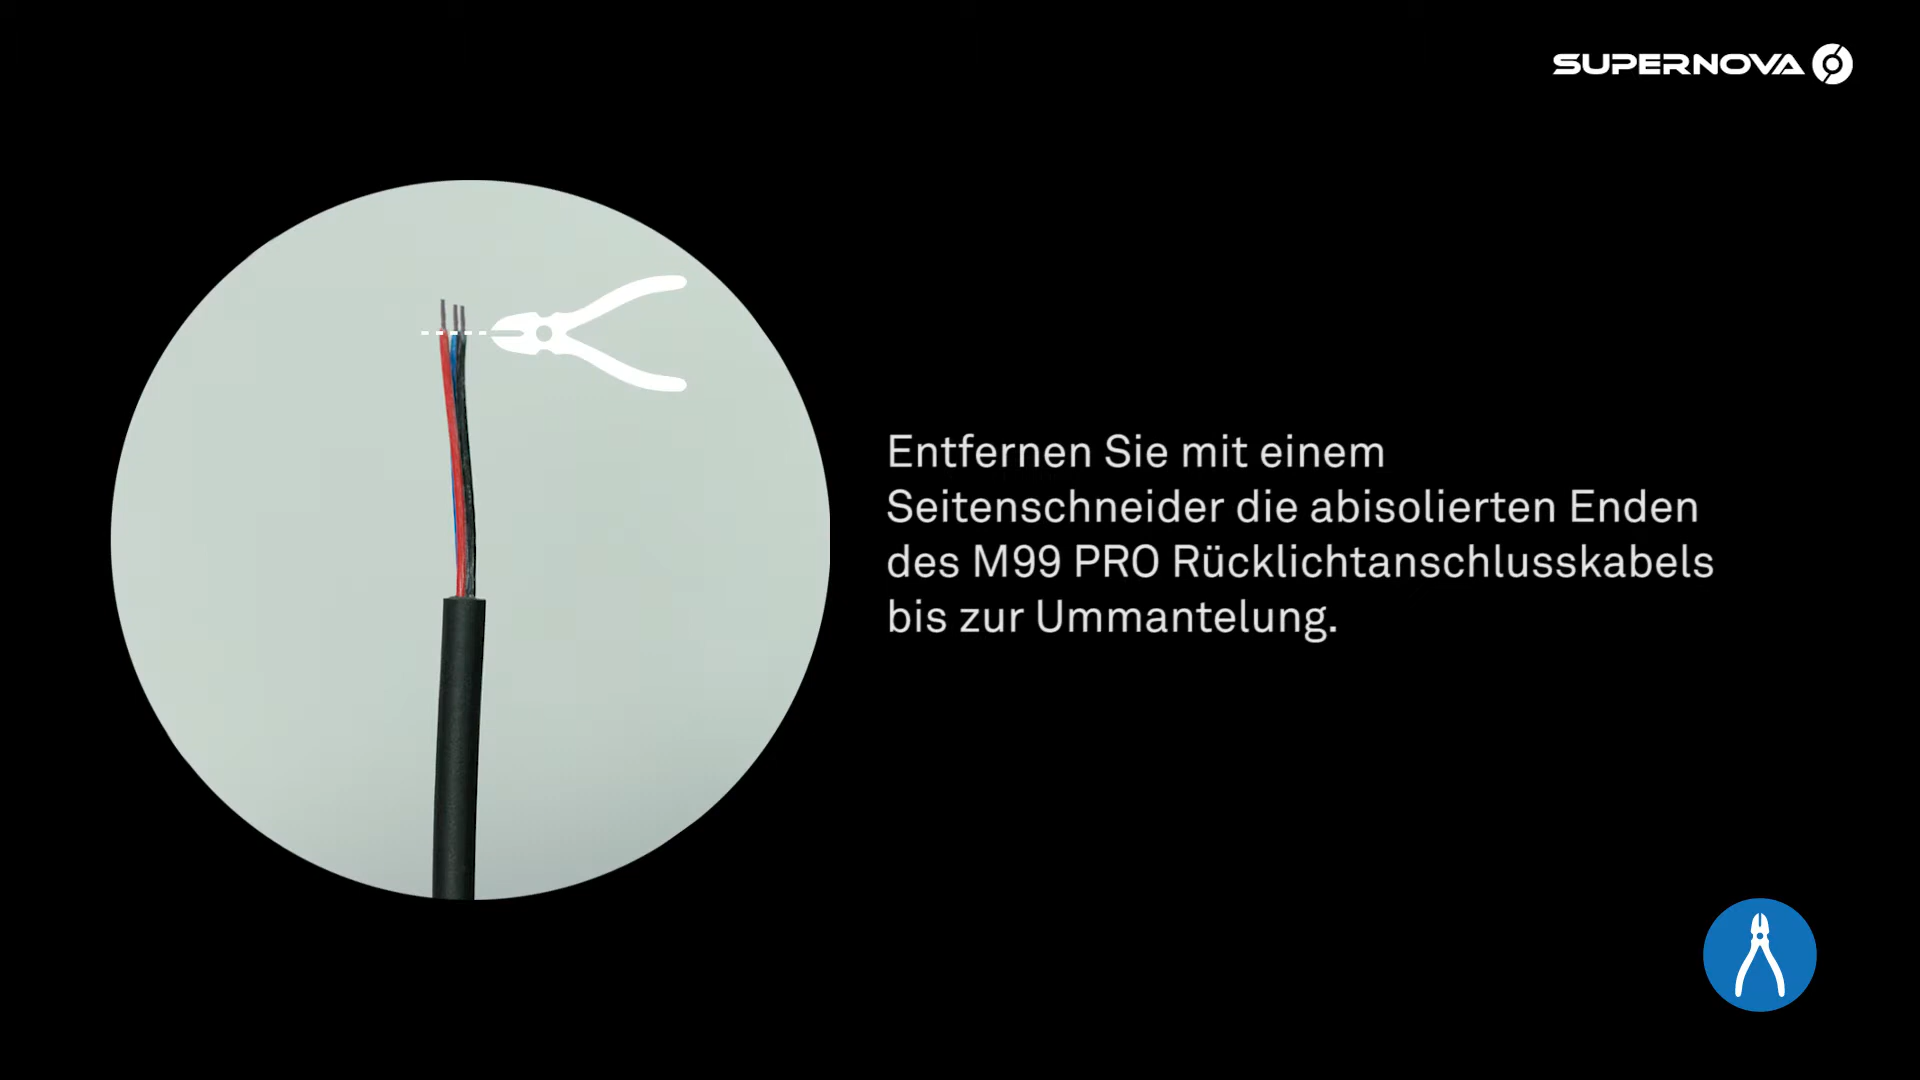 SUPERNOVA
Entfernen Sie mit einem
Seitenschneider die abisolierten Enden
des M99 PRO Rücklichtanschlusskabels
bis zur Ummantelung.